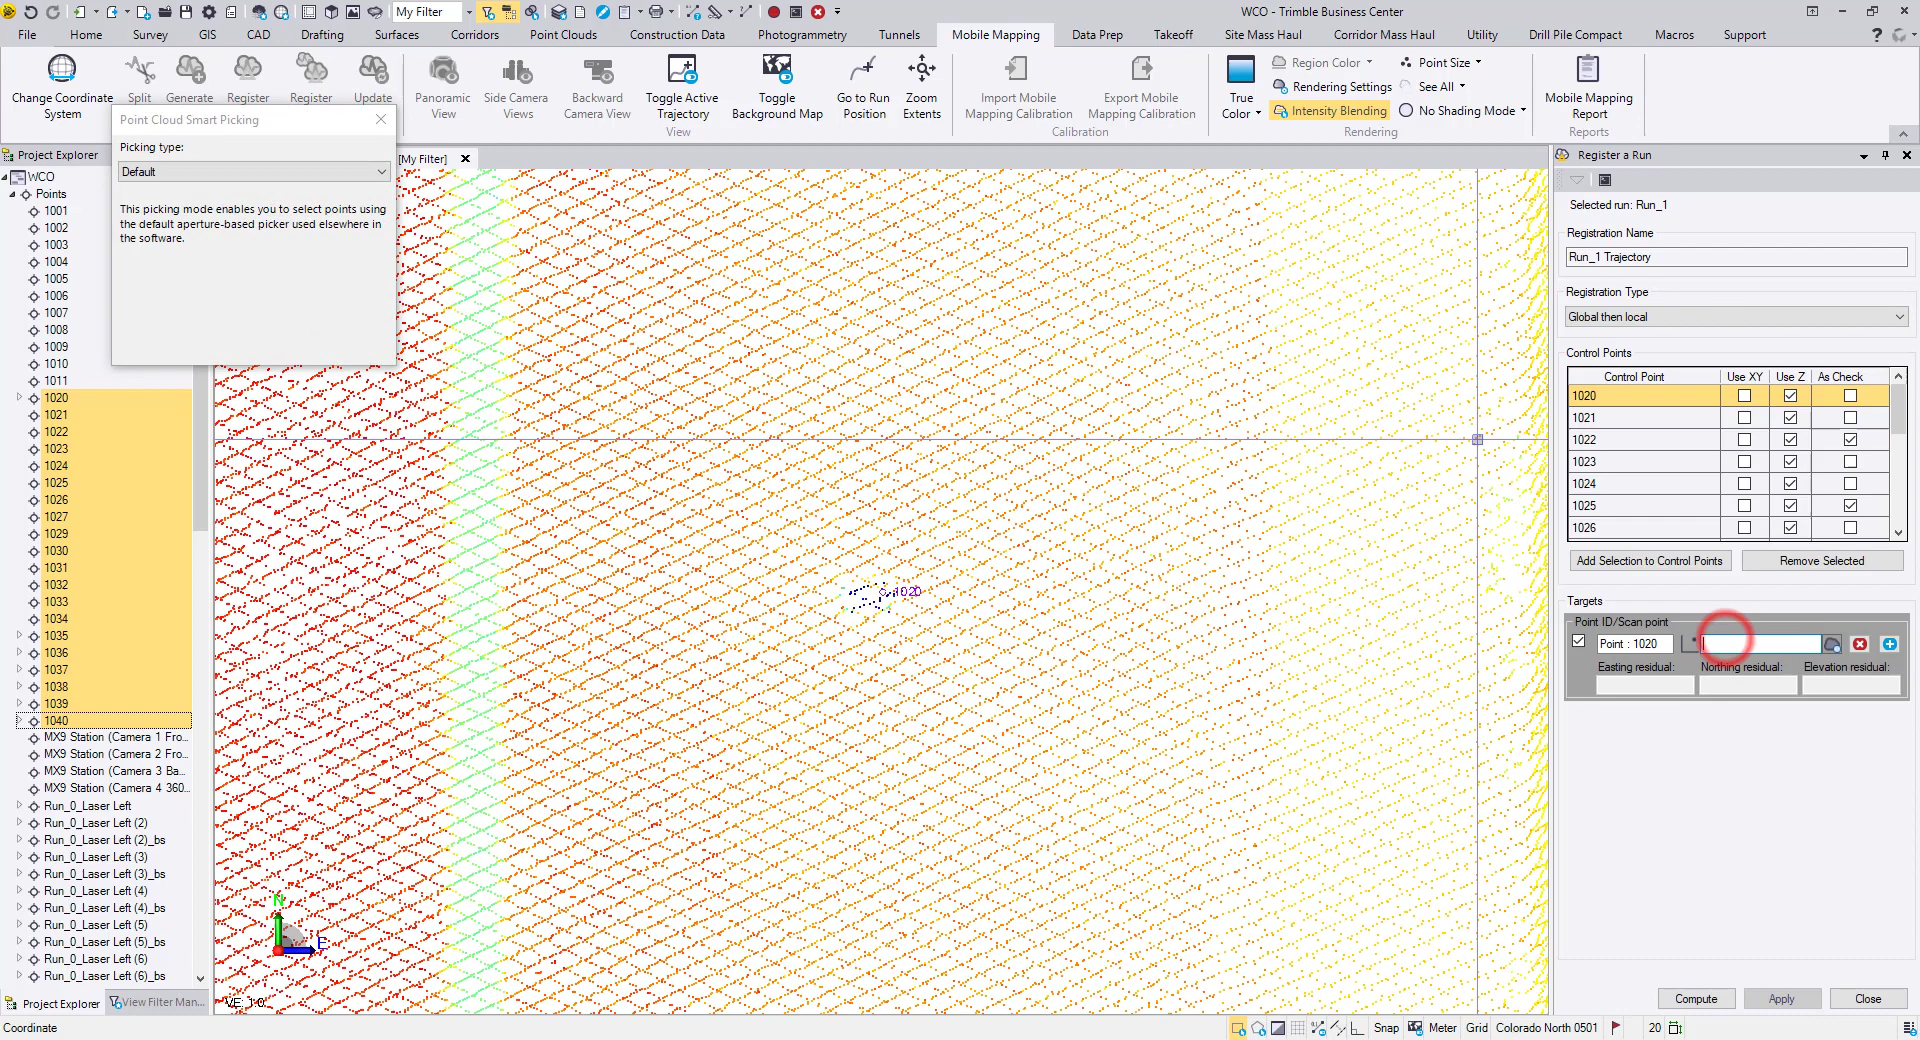 My Filter
WCO - Trimble Business Center
File Home Survey GIS CAD Drafting Surfaces Corridors Point Clouds Construction Data Photogrammetry Tunnels Mobile Mapping Data Prep Takeoff Site Mass Haul Corridor Mass Haul Utility Drill Pile Compact Macros Support
Change Coordinate System
Split
Generate
Register
Register
Update
Panoramic View
Side Camera Views
Backward Camera View
Toggle Active Trajectory
Toggle Background Map
Go to Run Position
Zoom Extents
View
Import Mobile Mapping Calibration
Export Mobile Mapping Calibration
Calibration
True Color
Region Color
Rendering Settings
Intensity Blending
Point Size
See All
No Shading Mode
Rendering
Mobile Mapping Report
Reports
Point Cloud Smart Picking
Picking type:
Default
This picking mode enables you to select points using
the default aperture-based picker used elsewhere in
the software.
Project Explorer
WCO
Points
1001
1002
1003
1004
1005
1006
1007
1008
1009
1010
1011
1020
1021
1022
1023
1024
1025
1026
1027
1029
1030
1031
1032
1033
1034
1035
1036
1037
1038
1039
1040
MX9 Station (Camera 1 Fro...
MX9 Station (Camera 2 Fro...
MX9 Station (Camera 3 Ba...
MX9 Station (Camera 4 360...
Run_0_Laser Left
Run_0_Laser Left (2)
Run_0_Laser Left (2)_bs
Run_0_Laser Left (3)
Run_0_Laser Left (3)_bs
Run_0_Laser Left (4)
Run_0_Laser Left (4)_bs
Run_0_Laser Left (5)
Run_0_Laser Left (5)_bs
Run_0_Laser Left (6)
Run_0_Laser Left (6)_bs
Project Explorer View Filter Man...
[My Filter]
1020
N
E
VE: 1.0
Register a Run
Selected run: Run_1
Registration Name
Run_1 Trajectory
Registration Type
Global then local
Control Points
Control Point Use XY Use Z As Check
1020
1021
1022
1023
1024
1025
1026
Add Selection to Control Points Remove Selected
Targets
Point ID/Scan point
Point : 1020
Easting residual: Northing residual: Elevation residual:
Compute Apply Close
Coordinate
Snap Meter Grid Colorado North 0501 20